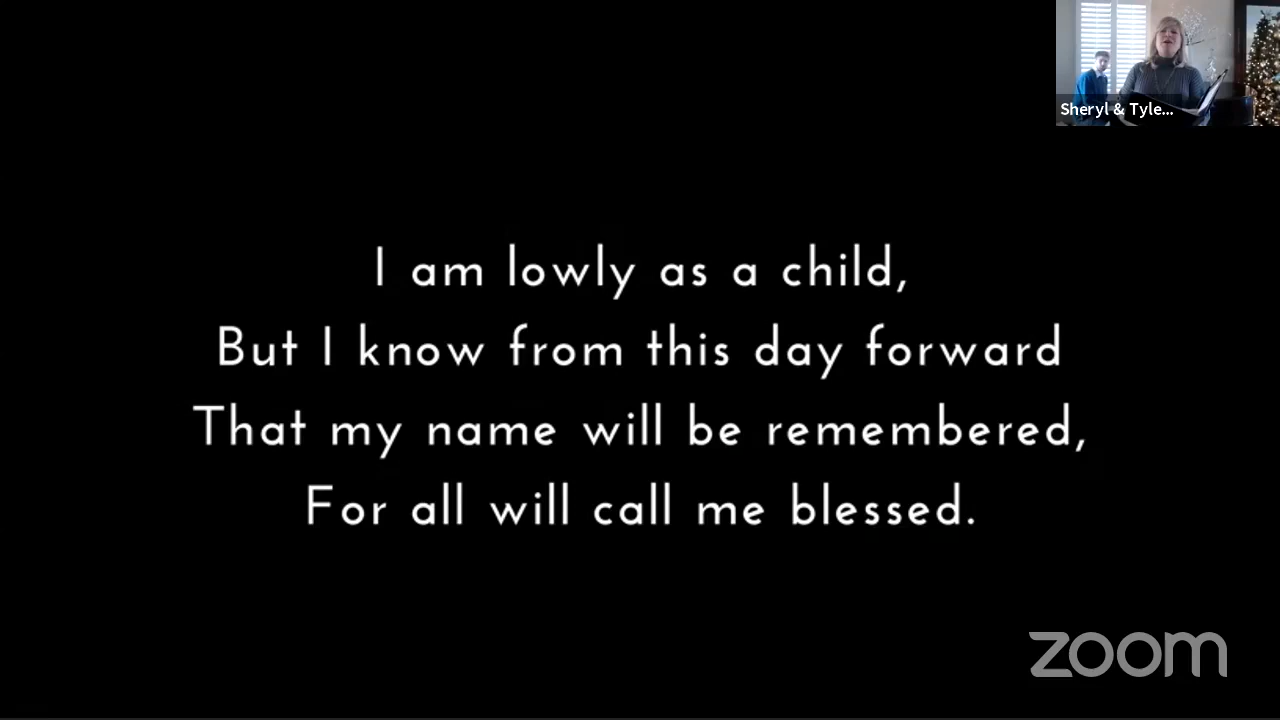 Sheryl & Tyle...
I am lowly as a child,
But I know from this day forward
That my name will be remembered,
For all will call me blessed.
zoom